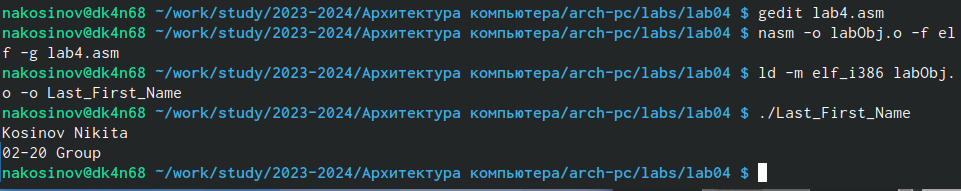 nakosinov@dk4n68 ~/work/study/2023-2024/Архитектура компьютера/arch-pc/labs/lab04 $ gedit lab4.asm
nakosinov@dk4n68 ~/work/study/2023-2024/Архитектура компьютера/arch-pc/labs/lab04 $ nasm -o labObj.o -f el
f -g lab4.asm
nakosinov@dk4n68 ~/work/study/2023-2024/Архитектура компьютера/arch-pc/labs/lab04 $ ld -m elf_i386 labObj.
o -o Last_First_Name
nakosinov@dk4n68 ~/work/study/2023-2024/Архитектура компьютера/arch-pc/labs/lab04 $ ./Last_First_Name
Kosinov Nikita
02-20 Group
nakosinov@dk4n68 ~/work/study/2023-2024/Архитектура компьютера/arch-pc/labs/lab04 $